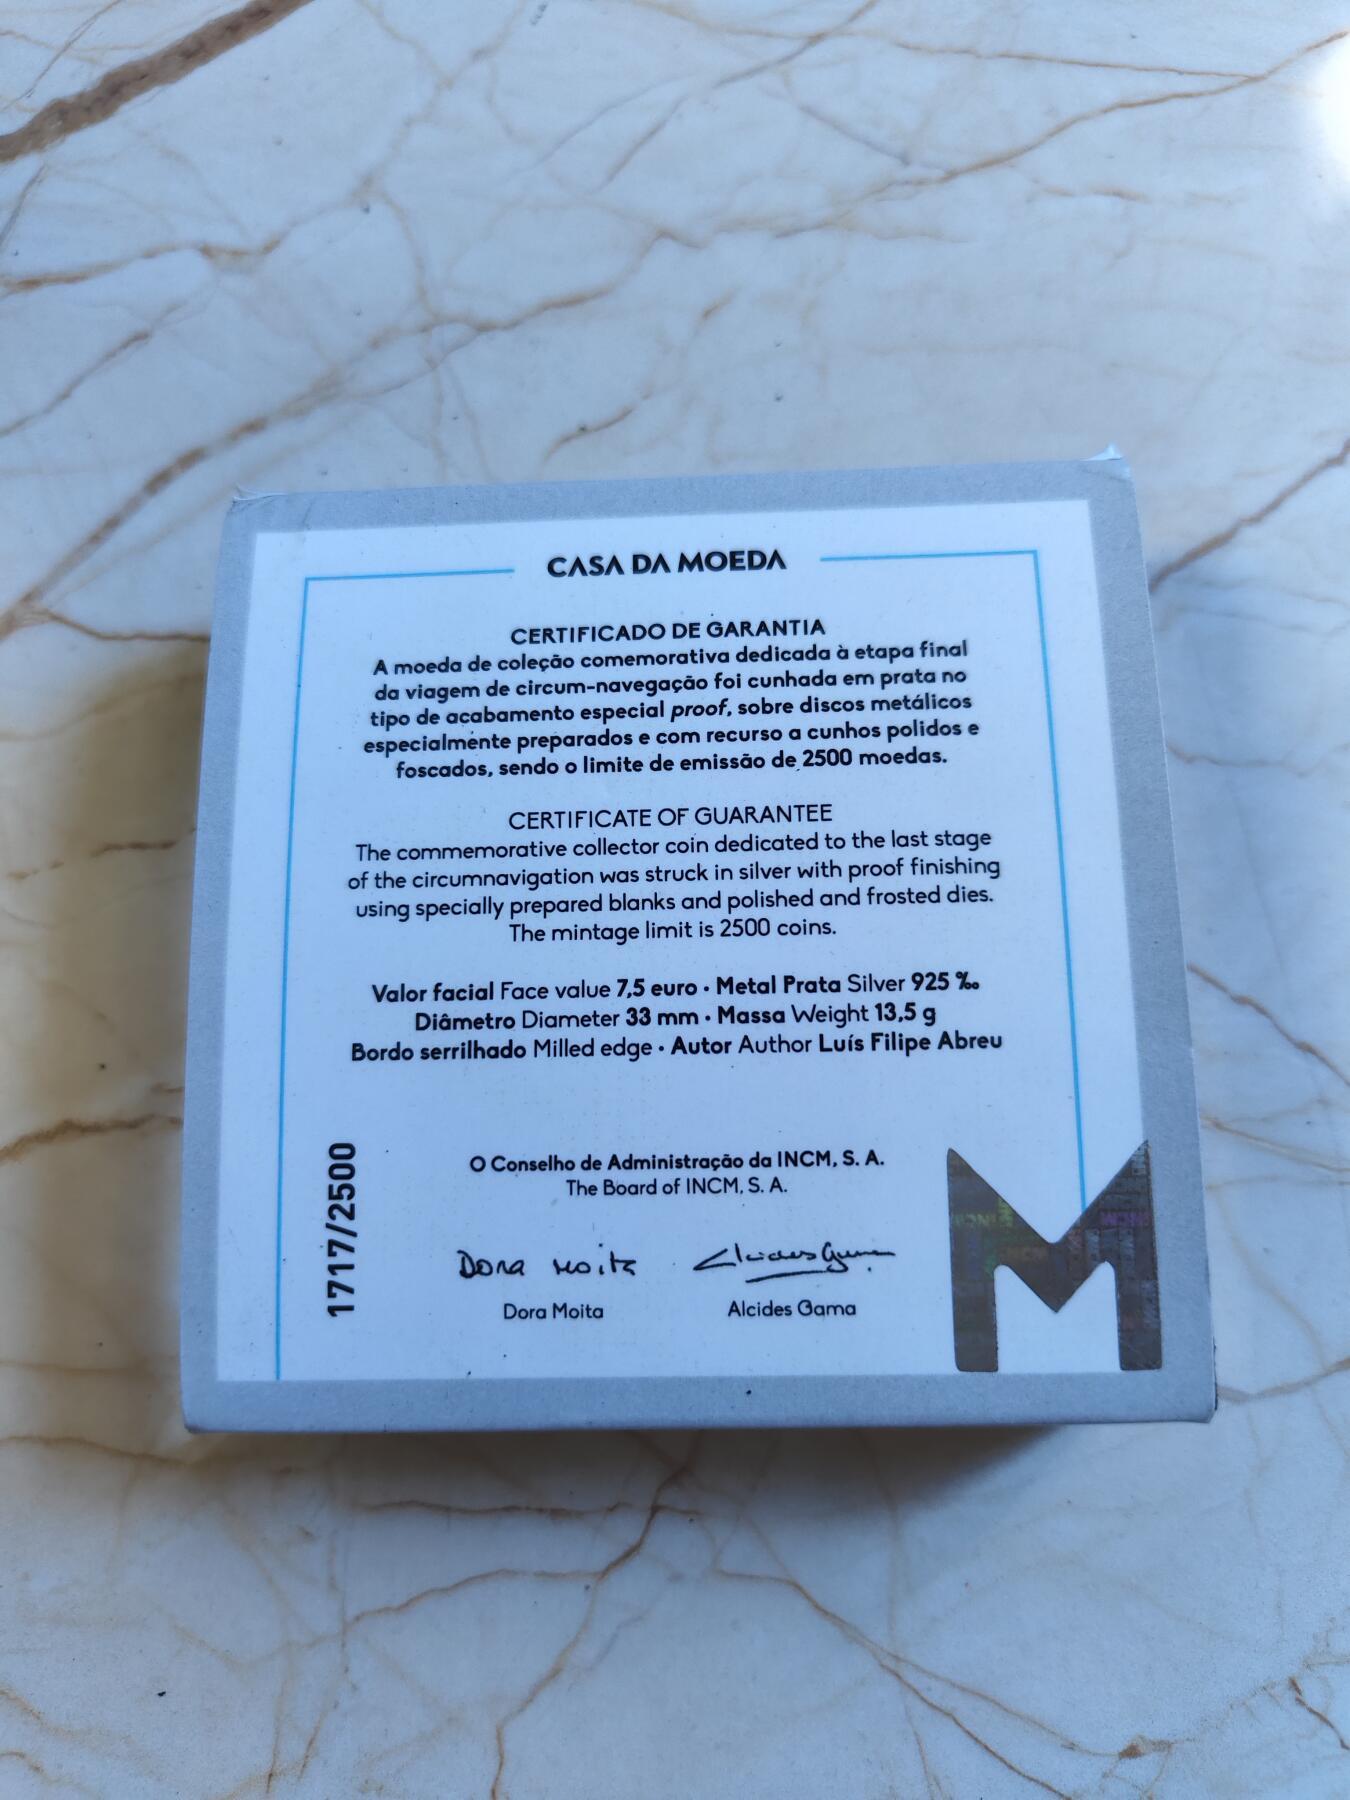 CASA DA MOEDA
CERTIFICADO DE GARANTIA
A moeda de coleção comemorativa dedicada à etapa final
da viagem de circum-navegação foi cunhada em prata no
tipo de acabamento especial proof, sobre discos metálicos
especialmente preparados e com recurso a cunhos polidos e
foscados, sendo o limite de emissão de 2500 moedas.
CERTIFICATE OF GUARANTEE
The commemorative collector coin dedicated to the last stage
of the circumnavigation was struck in silver with proof finishing
using specially prepared blanks and polished and frosted dies.
The mintage limit is 2500 coins.
Valor facial Face value 7,5 euro · Metal Prata Silver 925 ‰
Diâmetro Diameter 33 mm · Massa Weight 13,5 g
Bordo serrilhado Milled edge · Autor Author Luís Filipe Abreu
1717/2500
O Conselho de Administração da INCM, S. A.
The Board of INCM, S. A.
Dora Moita
Dora Moita Alcides Gama
M